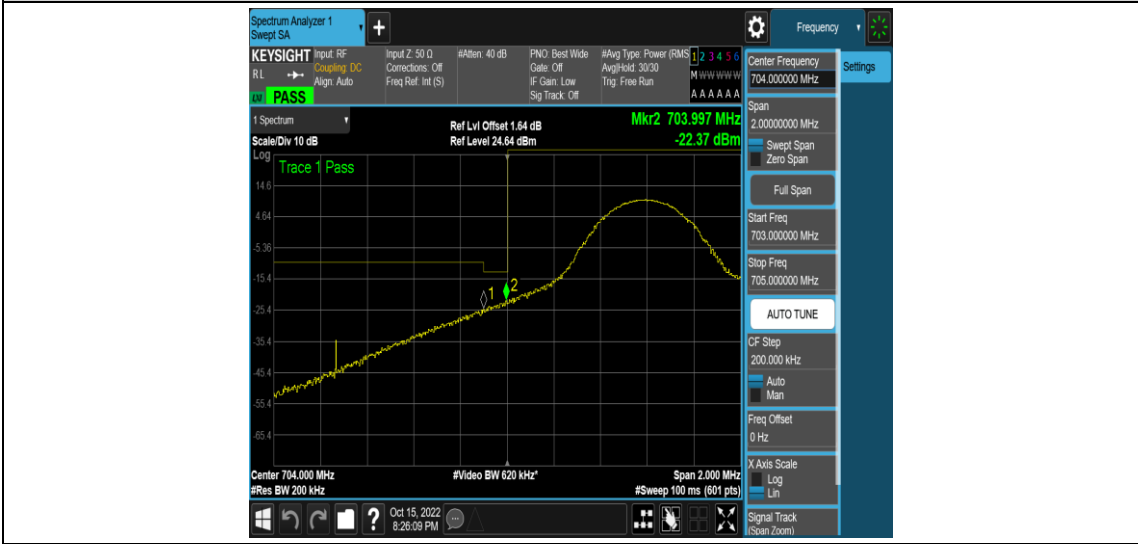 Spectrum Analyzer 1
Swept SA
+
Frequency
KEYSIGHT
RL
LM PASS
Input: RF
Coupling: DC
Align: Auto
Input Z: 50 Ω
Corrections: Off
Freq Ref: Int (S)
#Atten: 40 dB
PNO: Best Wide
Gate: Off
IF Gain: Low
Sig Track: Off
#Avg Type: Power (RMS
Avg|Hold: 30/30
Trig: Free Run
1 2 3 4 5 6
M W W W W W
A A A A A A
1 Spectrum
Scale/Div 10 dB
Ref Lvl Offset 1.64 dB
Ref Level 24.64 dBm
Mkr2 703.997 MHz
-22.37 dBm
Log
Trace 1 Pass
14.6
4.64
-5.36
-15.4
-25.4
-35.4
-45.4
-55.4
-65.4
1
2
Center 704.000 MHz
#Res BW 200 kHz
#Video BW 620 kHz*
Span 2.000 MHz
#Sweep 100 ms (601 pts)
?
Oct 15, 2022
8:26:09 PM
Center Frequency
704.000000 MHz
Span
2.00000000 MHz
Swept Span
Zero Span
Full Span
Start Freq
703.000000 MHz
Stop Freq
705.000000 MHz
AUTO TUNE
CF Step
200.000 kHz
Auto
Man
Freq Offset
0 Hz
X Axis Scale
Log
Lin
Signal Track
(Span Zoom)
Settings